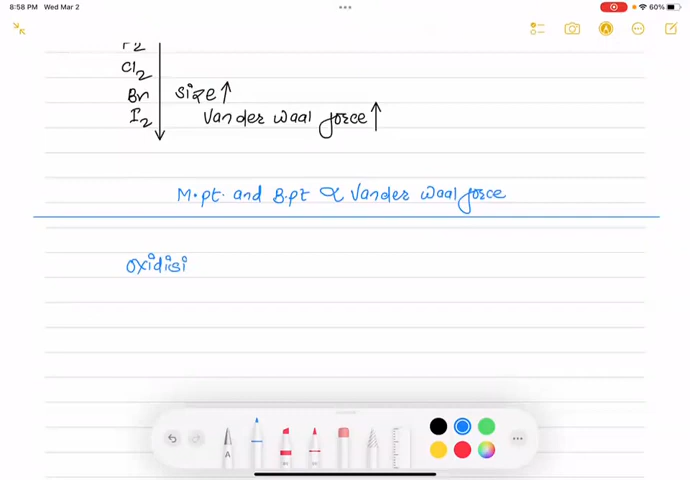 8:58 PM Wed Mar 2
60%
F2
Cl2
Br
I2
size ↑
Vander waal force ↑
M.pt. and B.pt ∝ Vander waal force
oxidisi
A